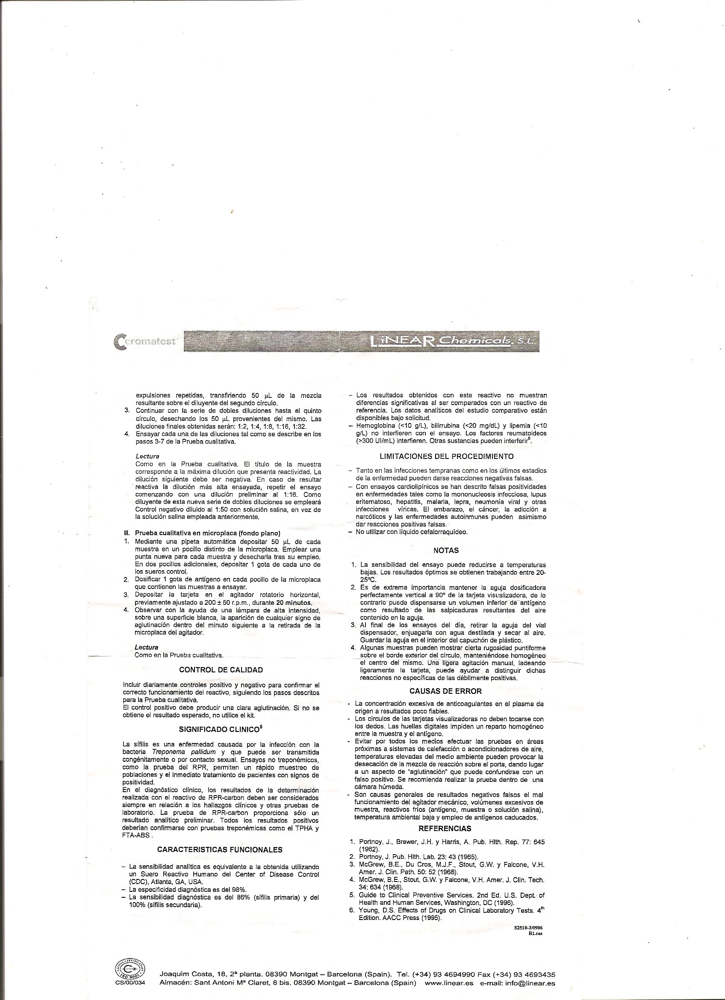 cromatest
LiNEAR Chemicals, S.L.
expulsiones repetidas, transfiriendo 50 µL de la mezcla
resultante sobre el diluyente del segundo círculo.
3. Continuar con la serie de dobles diluciones hasta el quinto
círculo, desechando los 50 µL provenientes del mismo. Las
diluciones finales obtenidas serán: 1:2, 1:4, 1:8, 1:16, 1:32.
4. Ensayar cada una de las diluciones tal como se describe en los
pasos 3-7 de la Prueba cualitativa.
Lectura
Como en la Prueba cualitativa. El título de la muestra
corresponde a la máxima dilución que presenta reactividad. La
dilución siguiente debe ser negativa. En caso de resultar
reactiva la dilución más alta ensayada, repetir el ensayo
comenzando con una dilución preliminar al 1:16. Como
diluyente de esta nueva serie de dobles diluciones se empleará
Control negativo diluido al 1:50 con solución salina, en vez de
la solución salina empleada anteriormente.
III. Prueba cualitativa en microplaca (fondo plano)
1. Mediante una pipeta automática depositar 50 µL de cada
muestra en un pocillo distinto de la microplaca. Emplear una
punta nueva para cada muestra y desecharla tras su empleo.
En dos pocillos adicionales, depositar 1 gota de cada uno de
los sueros control.
2. Dosificar 1 gota de antígeno en cada pocillo de la microplaca
que contienen las muestras a ensayar.
3. Depositar la tarjeta en el agitador rotatorio horizontal,
previamente ajustado a 200 ± 50 r.p.m., durante 20 minutos.
4. Observar con la ayuda de una lámpara de alta intensidad,
sobre una superficie blanca, la aparición de cualquier signo de
aglutinación dentro del minuto siguiente a la retirada de la
microplaca del agitador.
Lectura
Como en la Prueba cualitativa.
CONTROL DE CALIDAD
Incluir diariamente controles positivo y negativo para confirmar el
correcto funcionamiento del reactivo, siguiendo los pasos descritos
para la Prueba cualitativa.
El control positivo debe producir una clara aglutinación. Si no se
obtiene el resultado esperado, no utilice el kit.
SIGNIFICADO CLINICO5
La sífilis es una enfermedad causada por la infección con la
bacteria Treponema pallidum y que puede ser transmitida
congénitamente o por contacto sexual. Ensayos no treponémicos,
como la prueba del RPR, permiten un rápido muestreo de
poblaciones y el inmediato tratamiento de pacientes con signos de
positividad.
En el diagnóstico clínico, los resultados de la determinación
realizada con el reactivo de RPR-carbon deben ser considerados
siempre en relación a los hallazgos clínicos y otras pruebas de
laboratorio. La prueba de RPR-carbon proporciona sólo un
resultado analítico preliminar. Todos los resultados positivos
deberían confirmarse con pruebas treponémicas como el TPHA y
FTA-ABS .
CARACTERISTICAS FUNCIONALES
– La sensibilidad analítica es equivalente a la obtenida utilizando
un Suero Reactivo Humano del Center of Disease Control
(CDC), Atlanta, GA, USA.
– La especificidad diagnóstica es del 98%.
– La sensibilidad diagnóstica es del 86% (sífilis primaria) y del
100% (sífilis secundaria).
– Los resultados obtenidos con este reactivo no muestran
diferencias significativas al ser comparados con un reactivo de
referencia. Los datos analíticos del estudio comparativo están
disponibles bajo solicitud.
– Hemoglobina (<10 g/L), bilirrubina (<20 mg/dL) y lipemia (<10
g/L) no interfieren con el ensayo. Los factores reumatoideos
(>300 UI/mL) interfieren. Otras sustancias pueden interferir6.
LIMITACIONES DEL PROCEDIMIENTO
– Tanto en las infecciones tempranas como en los últimos estadios
de la enfermedad pueden darse reacciones negativas falsas.
– Con ensayos cardiolipínicos se han descrito falsas positividades
en enfermedades tales como la mononucleosis infecciosa, lupus
eritematoso, hepatitis, malaria, lepra, neumonía viral y otras
infecciones víricas. El embarazo, el cáncer, la adicción a
narcóticos y las enfermedades autoinmunes pueden asimismo
dar reacciones positivas falsas.
– No utilizar con líquido cefalorraquídeo.
NOTAS
1. La sensibilidad del ensayo puede reducirse a temperaturas
bajas. Los resultados óptimos se obtienen trabajando entre 20-
25ºC.
2. Es de extrema importancia mantener la aguja dosificadora
perfectamente vertical a 90º de la tarjeta visualizadora, de lo
contrario puede dispensarse un volumen inferior de antígeno
como resultado de las salpicaduras resultantes del aire
contenido en la aguja.
3. Al final de los ensayos del día, retirar la aguja del vial
dispensador, enjuagarla con agua destilada y secar al aire.
Guardar la aguja en el interior del capuchón de plástico.
4. Algunas muestras pueden mostrar cierta rugosidad puntiforme
sobre el borde exterior del círculo, manteniéndose homogéneo
el centro del mismo. Una ligera agitación manual, ladeando
ligeramente la tarjeta, puede ayudar a distinguir dichas
reacciones no específicas de las débilmente positivas.
CAUSAS DE ERROR
- La concentración excesiva de anticoagulantes en el plasma da
origen a resultados poco fiables.
- Los círculos de las tarjetas visualizadoras no deben tocarse con
los dedos. Las huellas digitales impiden un reparto homogéneo
entre la muestra y el antígeno.
- Evitar por todos los medios efectuar las pruebas en áreas
próximas a sistemas de calefacción o acondicionadores de aire,
temperaturas elevadas del medio ambiente pueden provocar la
desecación de la mezcla de reacción sobre el porta, dando lugar
a un aspecto de "aglutinación" que puede confundirse con un
falso positivo. Se recomienda realizar la prueba dentro de una
cámara húmeda.
- Son causas generales de resultados negativos falsos el mal
funcionamiento del agitador mecánico, volúmenes excesivos de
muestra, reactivos fríos (antígeno, muestra o solución salina),
temperatura ambiental baja y empleo de antígenos caducados.
REFERENCIAS
1. Portnoy, J., Brewer, J.H. y Harris, A. Pub. Hlth. Rep. 77: 645
(1962).
2. Portnoy, J. Pub. Hlth. Lab. 23: 43 (1965).
3. McGrew, B.E., Du Cros, M.J.F., Stout, G.W. y Falcone, V.H.
Amer. J. Clin. Path. 50: 52 (1968).
4. McGrew, B.E., Stout, G.W. y Falcone, V.H. Amer. J. Clin. Tech.
34: 634 (1968).
5. Guide to Clinical Preventive Services. 2nd Ed. U.S. Dept. of
Health and Human Services, Washington, DC (1996).
6. Young, D.S. Effects of Drugs on Clinical Laboratory Tests. 4th
Edition. AACC Press (1995).
S2510-3/0906
R1.cas
ISO 9001
CS/00/034
Joaquim Costa, 18, 2ª planta. 08390 Montgat – Barcelona (Spain). Tel. (+34) 93 4694990 Fax (+34) 93 4693435
Almacén: Sant Antoni Mª Claret, 8 bis. 08390 Montgat – Barcelona (Spain) www.linear.es e-mail: info@linear.es